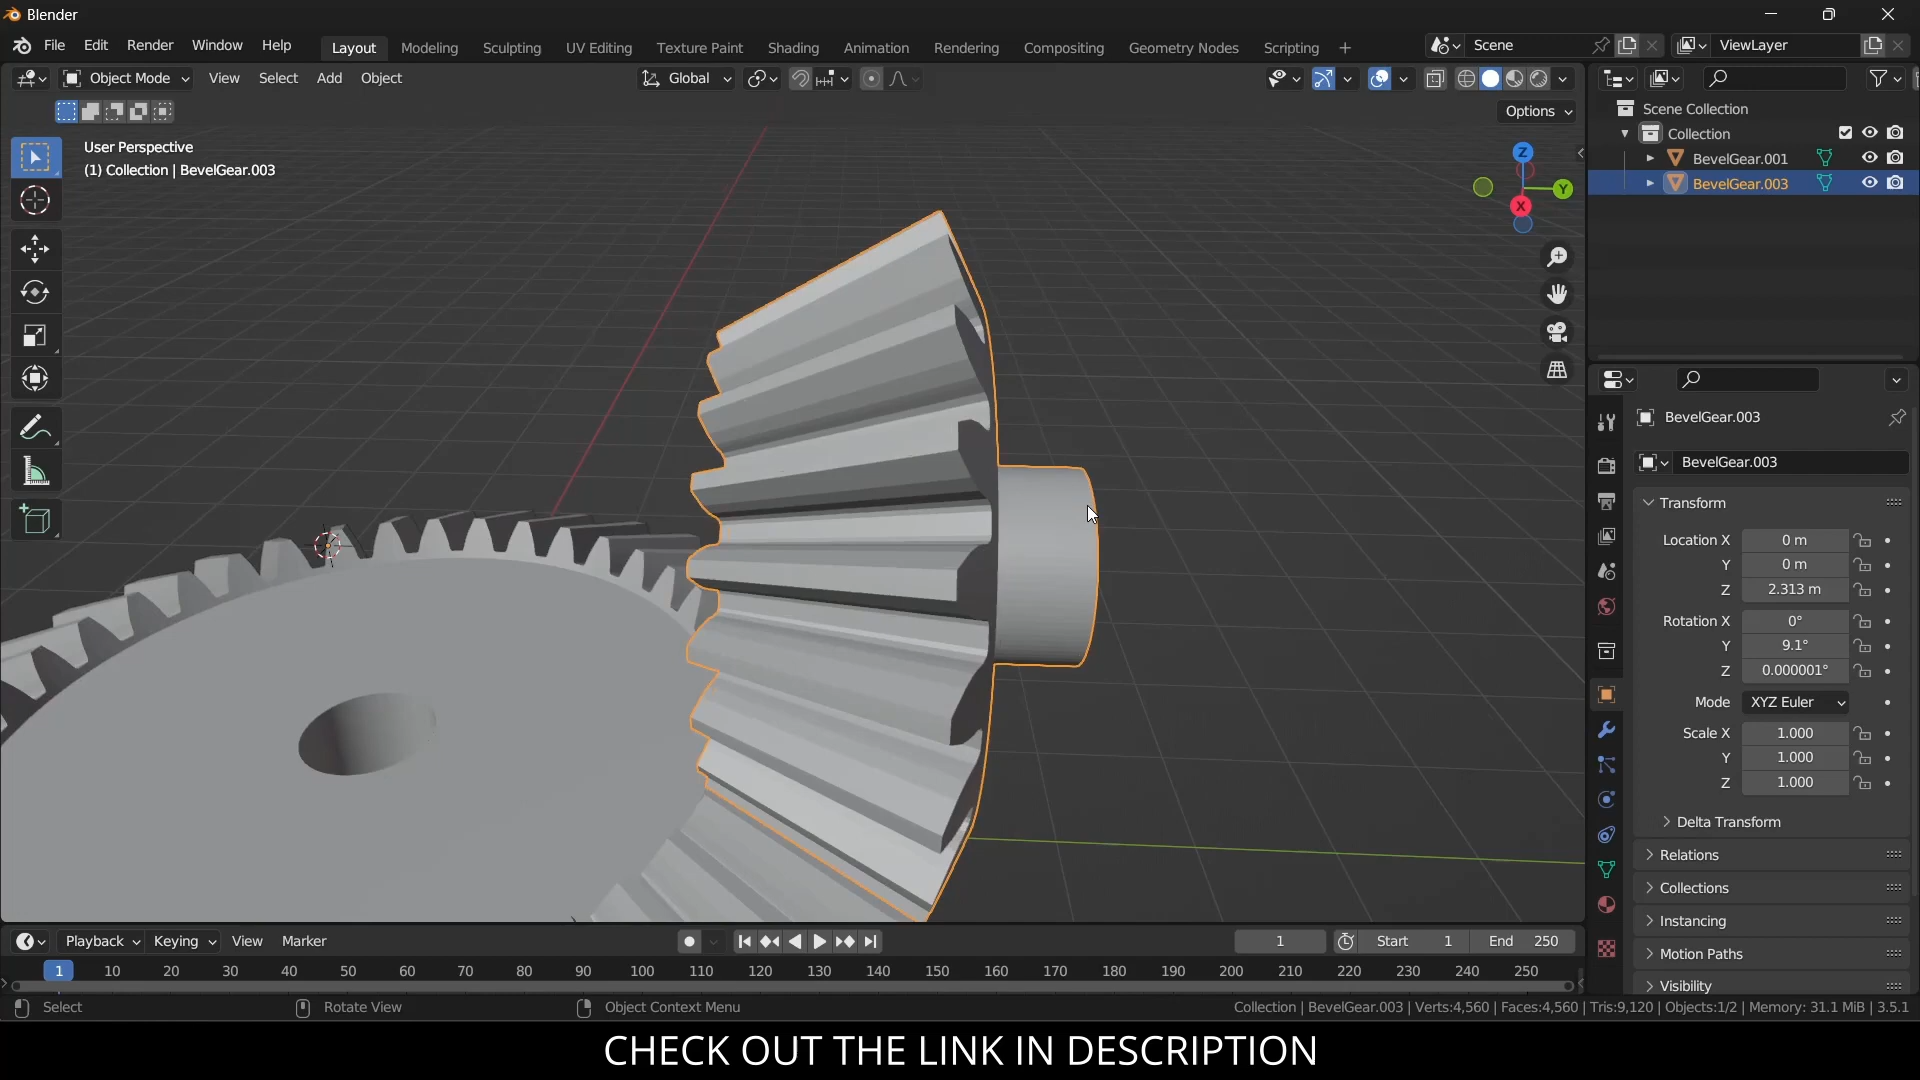 Blender
File Edit Render Window Help Layout Modeling Sculpting UV Editing Texture Paint Shading Animation Rendering Compositing Geometry Nodes Scripting + Scene ViewLayer
Object Mode View Select Add Object Global
Options
User Perspective
(1) Collection | BevelGear.003
Z
Y
X
Scene Collection
Collection
BevelGear.001
BevelGear.003
BevelGear.003
BevelGear.003
Transform
Location X 0 m
Y 0 m
Z 2.313 m
Rotation X 0°
Y 9.1°
Z 0.000001°
Mode XYZ Euler
Scale X 1.000
Y 1.000
Z 1.000
Delta Transform
Relations
Collections
Instancing
Motion Paths
Visibility
Playback Keying View Marker 1 Start 1 End 250
1 10 20 30 40 50 60 70 80 90 100 110 120 130 140 150 160 170 180 190 200 210 220 230 240 250
Select Rotate View Object Context Menu Collection | BevelGear.003 | Verts:4,560 | Faces:4,560 | Tris:9,120 | Objects:1/2 | Memory: 31.1 MiB | 3.5.1
CHECK OUT THE LINK IN DESCRIPTION